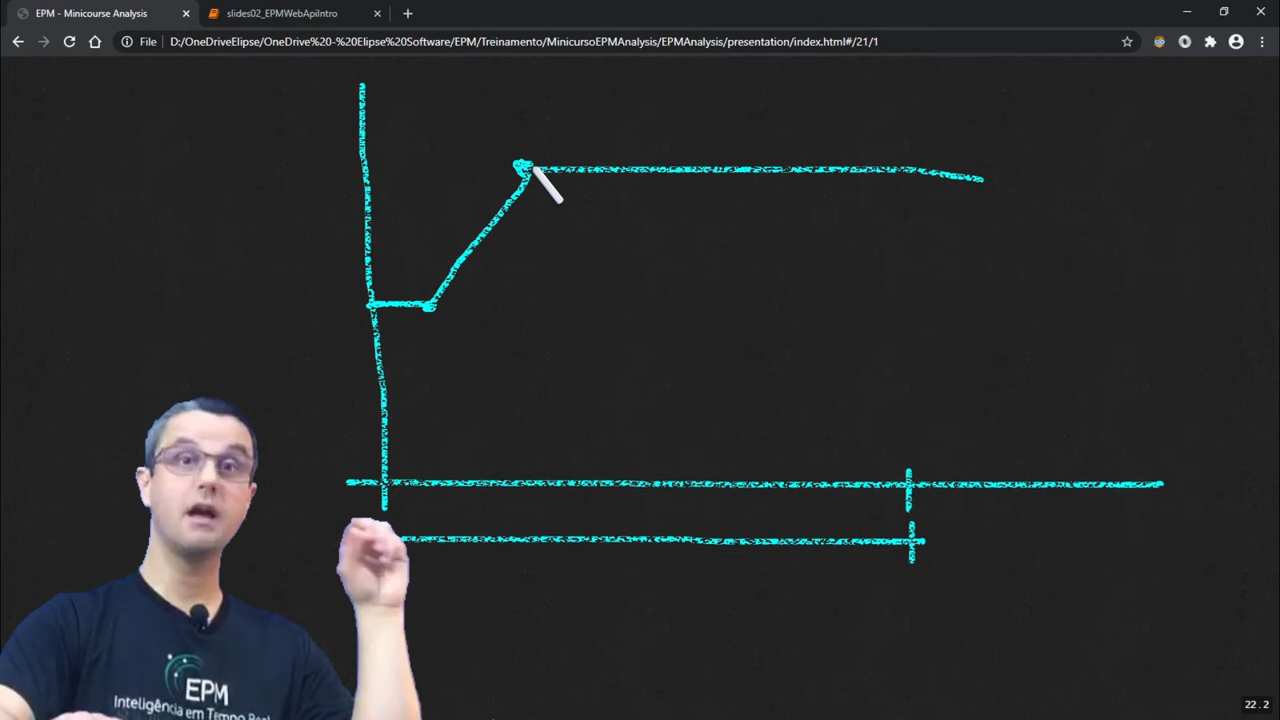 EPM - Minicourse Analysis
slides02_EPMWebApiIntro
File
D:/OneDriveElipse/OneDrive%20-%20Elipse%20Software/EPM/Treinamento/MinicursoEPMAnalysis/EPMAnalysis/presentation/index.html#/21/1
EPM
Inteligência em Tempo Real
22.2